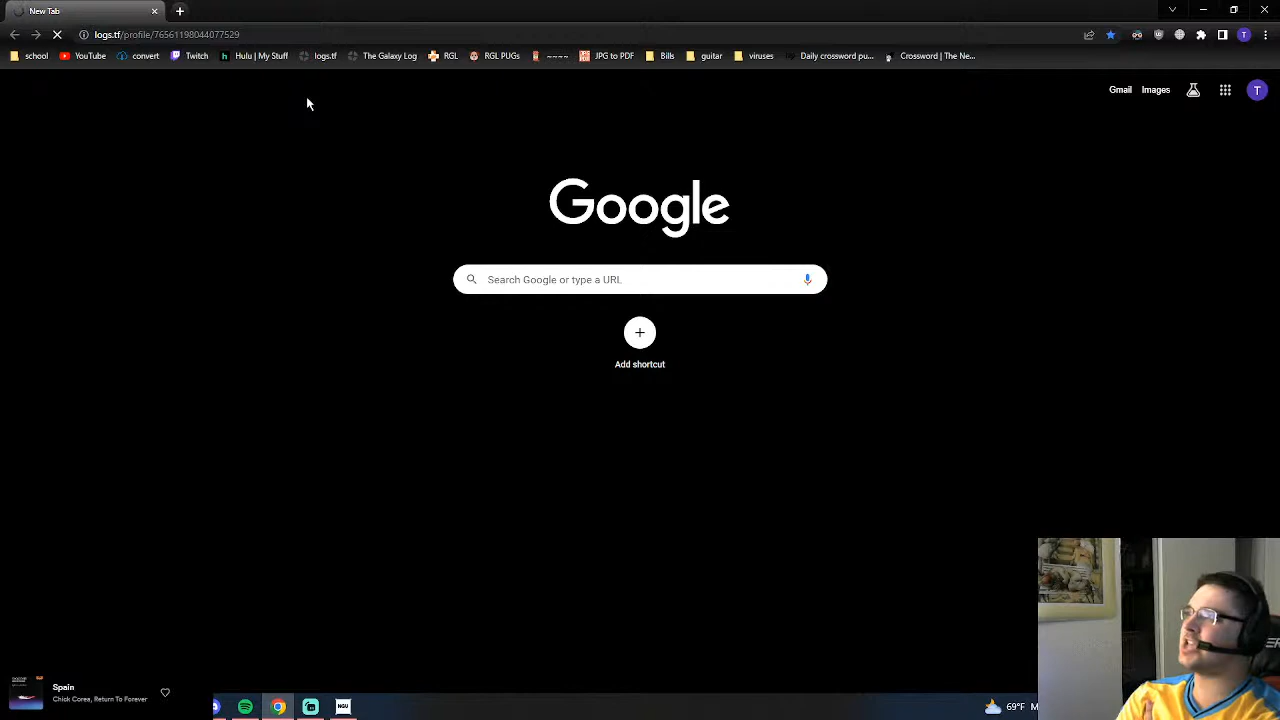 New Tab
logs.tf/profile/76561198044077529
school YouTube convert Twitch Hulu | My Stuff logs.tf The Galaxy Log RGL RGL PUGs ~~~~ JPG to PDF Bills guitar viruses Daily crossword pu... Crossword | The Ne...
Gmail Images T
Google
Search Google or type a URL
Add shortcut
Spain
Chick Corea, Return To Forever
NGU
69°F